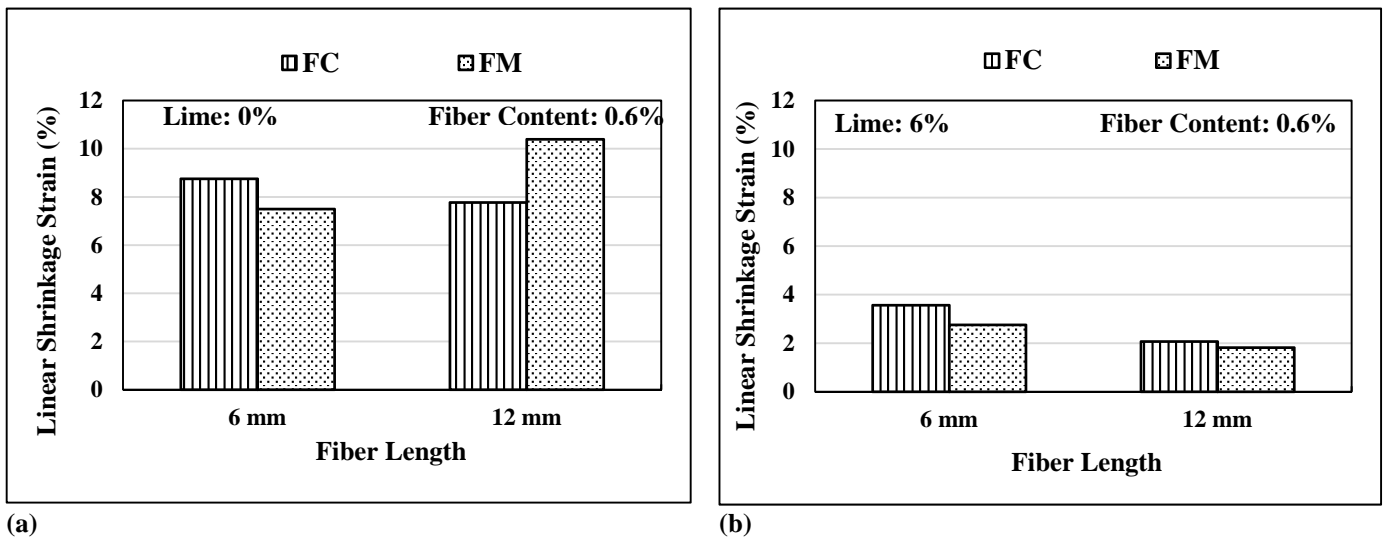 FC FM
Linear Shrinkage Strain (%)
12
10
8
6
4
2
0
Lime: 0% Fiber Content: 0.6%
6 mm 12 mm
Fiber Length
(a)
FC FM
Linear Shrinkage Strain (%)
12
10
8
6
4
2
0
Lime: 6% Fiber Content: 0.6%
6 mm 12 mm
Fiber Length
(b)